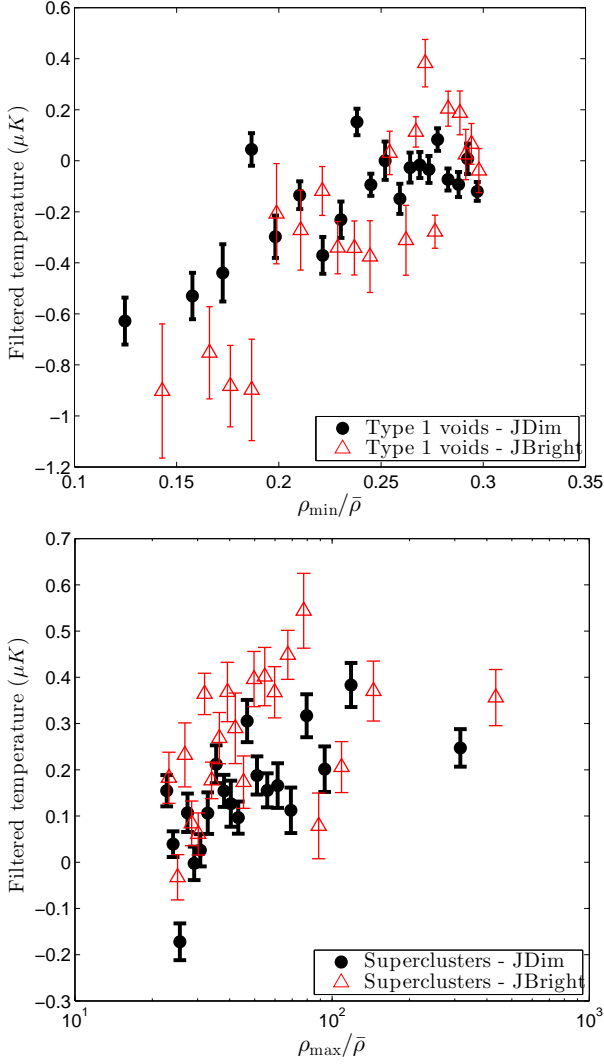 0.6
0.4
0.2
0
−0.2
−0.4
−0.6
−0.8
−1
−1.2
Filtered temperature (μK)
Type 1 voids - JDim
Type 1 voids - JBright
0.1 0.15 0.2 0.25 0.3 0.35
ρmin/ρ̄
0.7
0.6
0.5
0.4
0.3
0.2
0.1
0
−0.1
−0.2
−0.3
Filtered temperature (μK)
Superclusters - JDim
Superclusters - JBright
10¹ 10² 10³
ρmax/ρ̄